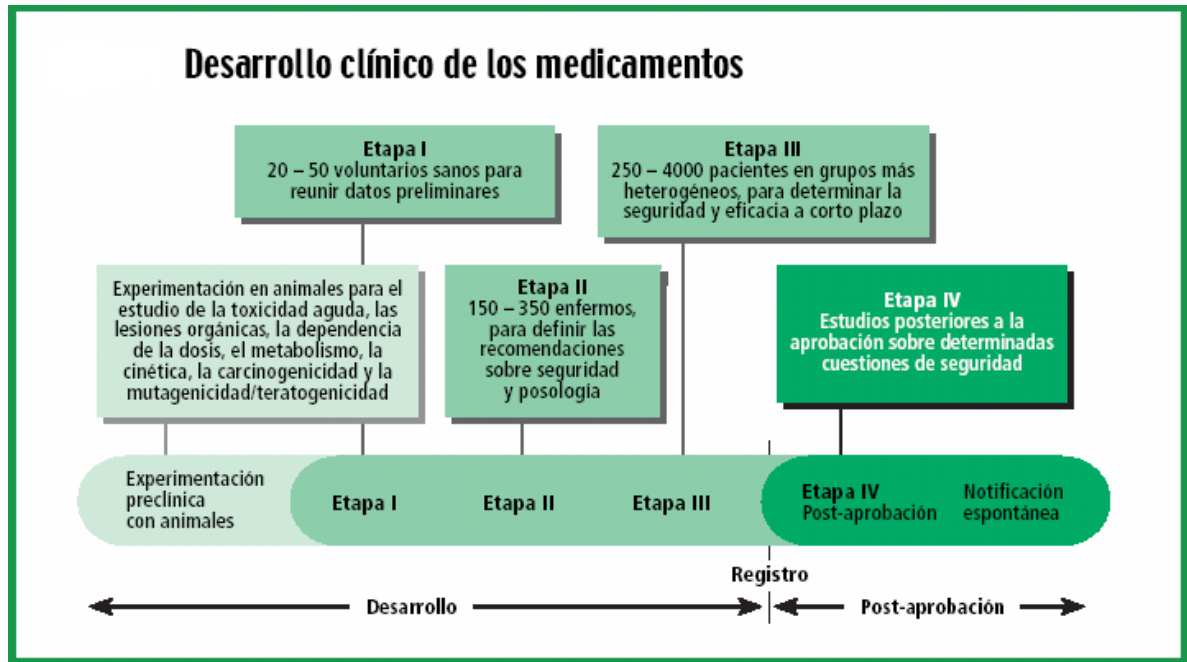 Desarrollo clínico de los medicamentos
Etapa I
20 – 50 voluntarios sanos para
reunir datos preliminares
Etapa III
250 – 4000 pacientes en grupos más
heterogéneos, para determinar la
seguridad y eficacia a corto plazo
Experimentación en animales para el
estudio de la toxicidad aguda, las
lesiones orgánicas, la dependencia
de la dosis, el metabolismo, la
cinética, la carcinogenicidad y la
mutagenicidad/teratogenicidad
Etapa II
150 – 350 enfermos,
para definir las
recomendaciones
sobre seguridad
y posología
Etapa IV
Estudios posteriores a la
aprobación sobre determinadas
cuestiones de seguridad
Experimentación
preclínica
con animales
Etapa I
Etapa II
Etapa III
Etapa IV
Post-aprobación
Notificación
espontánea
Registro
Desarrollo
Post-aprobación